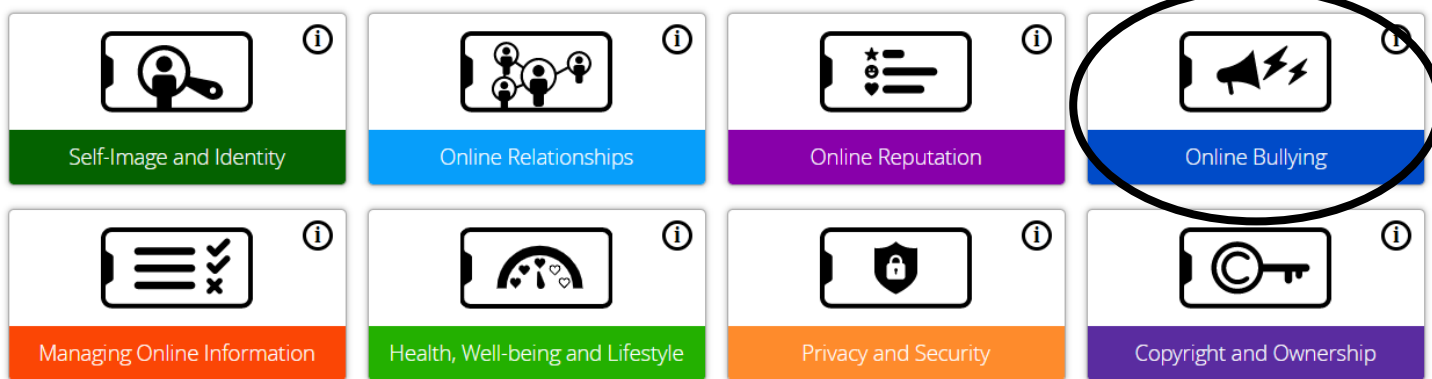 i i i i
Self-Image and Identity Online Relationships Online Reputation Online Bullying
i i i i
Managing Online Information Health, Well-being and Lifestyle Privacy and Security Copyright and Ownership